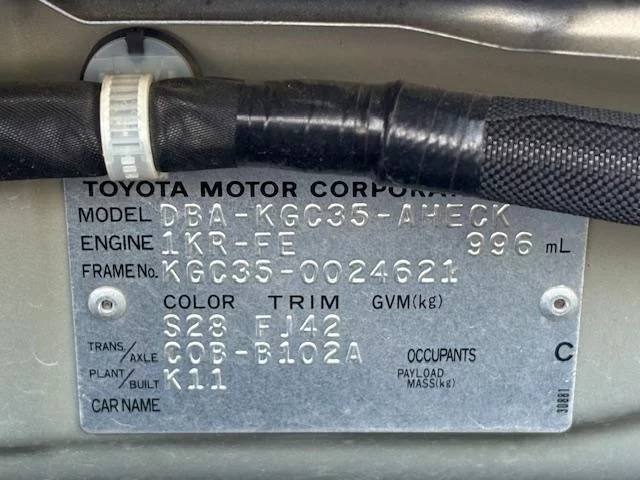 TOYOTA MOTOR CORPORA
MODEL DBA-KGC35-AHECK
ENGINE 1KR-FE 996 mL
FRAME No. KGC35-0024621
COLOR TRIM GVM(kg)
S28 FJ42
TRANS./AXLE C0B-B102A OCCUPANTS C
PLANT/BUILT K11 PAYLOAD MASS(kg)
CAR NAME
30881